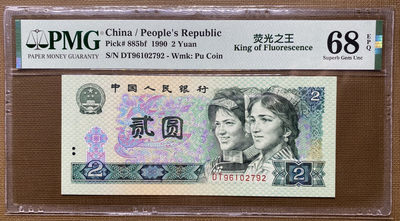 PMG
PAPER MONEY GUARANTY
China / People's Republic
Pick# 885bf 1990 2 Yuan
S/N DT96102792 - Wmk: Pu Coin
荧光之王
King of Fluorescence
68 EPQ
Superb Gem Unc
中国人民银行
2
贰圆
2
DT96102792
2